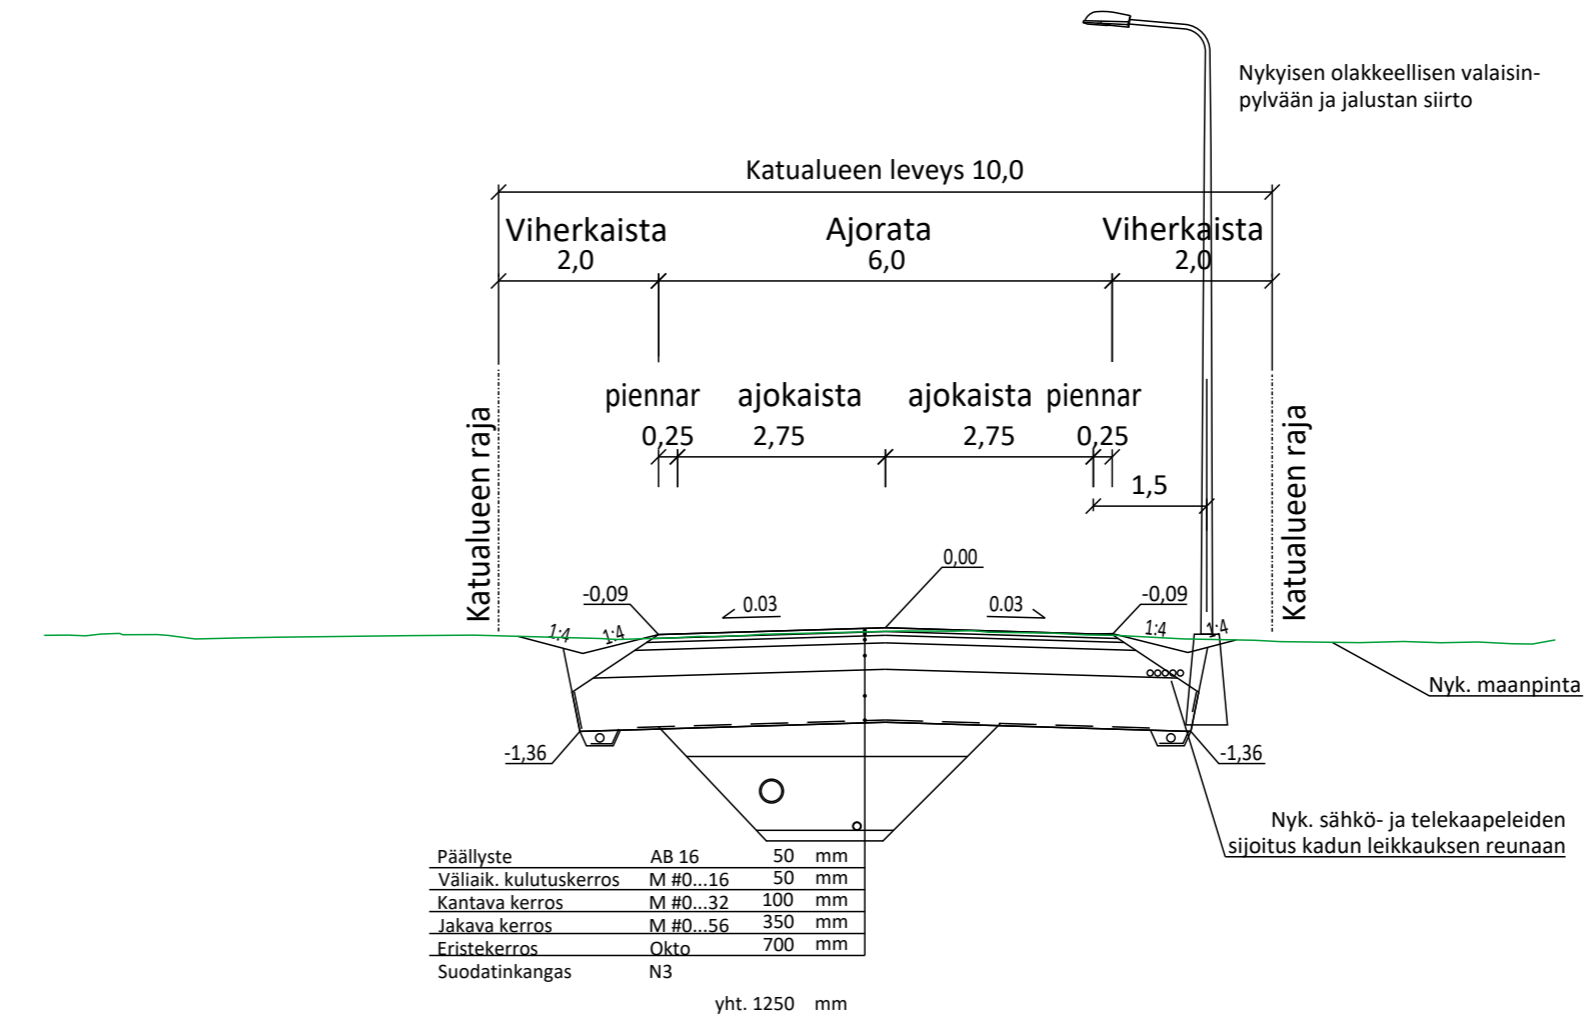 Nykyisen olakkeellisen valaisin-
pylvään ja jalustan siirto
Katualueen leveys 10,0
Viherkaista Ajorata Viherkaista
2,0 6,0 2,0
piennar ajokaista ajokaista piennar
0,25 2,75 2,75 0,25
1,5
Katualueen raja
Katualueen raja
0,00
-0,09 0.03 0.03 -0,09
1:4 1:4 1:4 1:4
Nyk. maanpinta
-1,36 -1,36
Nyk. sähkö- ja telekaapeleiden
sijoitus kadun leikkauksen reunaan
Päällyste AB 16 50 mm
Väliaik. kulutuskerros M #0...16 50 mm
Kantava kerros M #0...32 100 mm
Jakava kerros M #0...56 350 mm
Eristekerros Okto 700 mm
Suodatinkangas N3
yht. 1250 mm